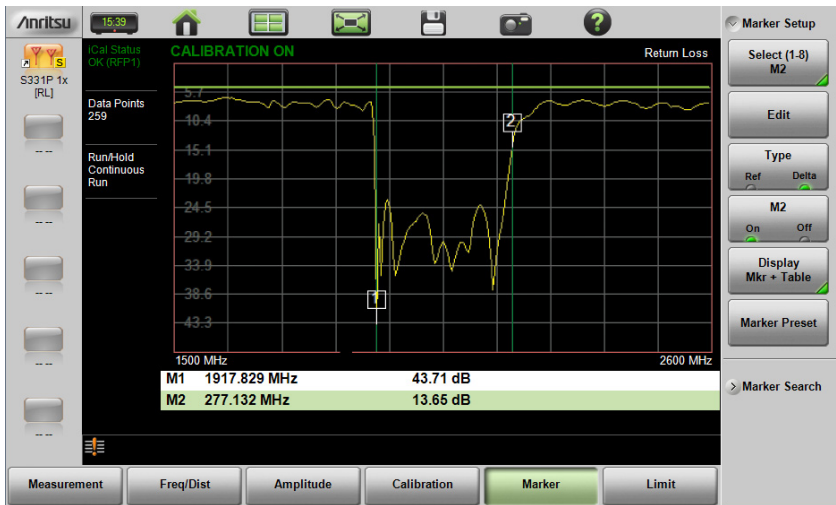 Anritsu
15:39
?
Marker Setup
S
S331P 1x
[RL]
-- --
-- --
-- --
-- --
-- --
iCal Status
OK (RFP1)
Data Points
259
Run/Hold
Continuous
Run
CALIBRATION ON
Return Loss
5.7
10.4
15.1
19.8
24.5
29.2
33.9
38.6
43.3
2
1
1500 MHz
2600 MHz
M1 1917.829 MHz 43.71 dB
M2 277.132 MHz 13.65 dB
Select (1-8)
M2
Edit
Type
Ref Delta
M2
On Off
Display
Mkr + Table
Marker Preset
Marker Search
Measurement
Freq/Dist
Amplitude
Calibration
Marker
Limit